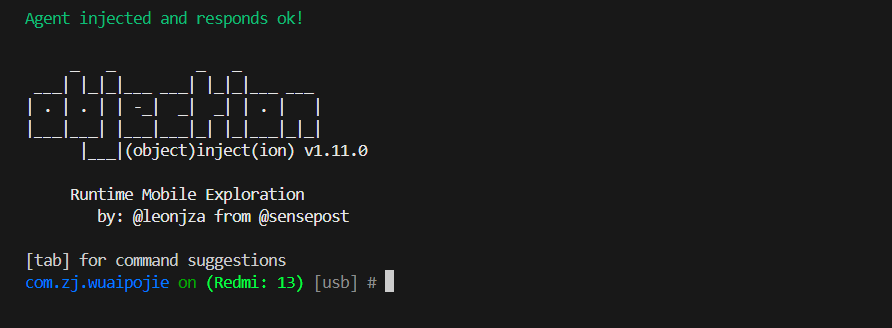 Agent injected and responds ok!
     _   _         _   _
 ___| |_|_|___ ___| |_|_|___ ___
| . | . | | -_|  _|  _| | . |   |
|___|___| |___|___|_| |_|___|_|_|
      |___|(object)inject(ion) v1.11.0
Runtime Mobile Exploration
by: @leonjza from @sensepost
[tab] for command suggestions
com.zj.wuaipojie on (Redmi: 13) [usb] #